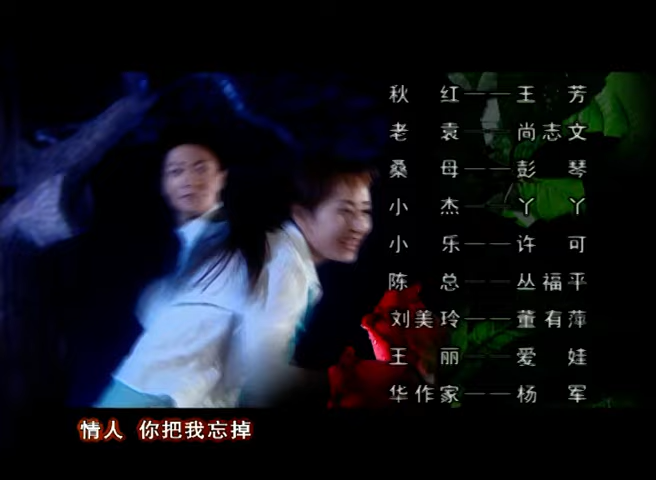 秋红——王芳
老袁——尚志文
桑母——彭琴
小杰——丫丫
小乐——许可
陈总——丛福平
刘美玲——董有萍
王丽——爱娃
华作家——杨军
情人 你把我忘掉